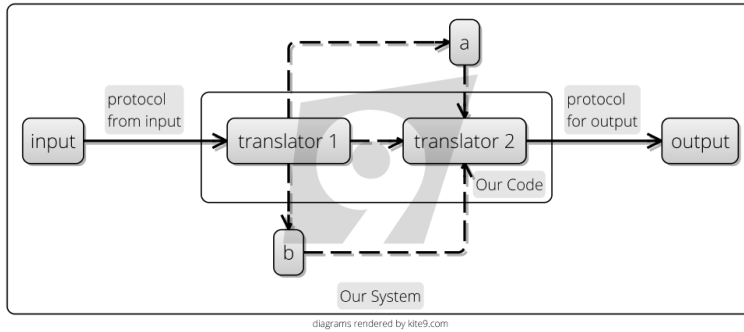 a
protocol
from input
protocol
for output
input
translator 1
translator 2
output
Our Code
b
Our System
diagrams rendered by kite9.com